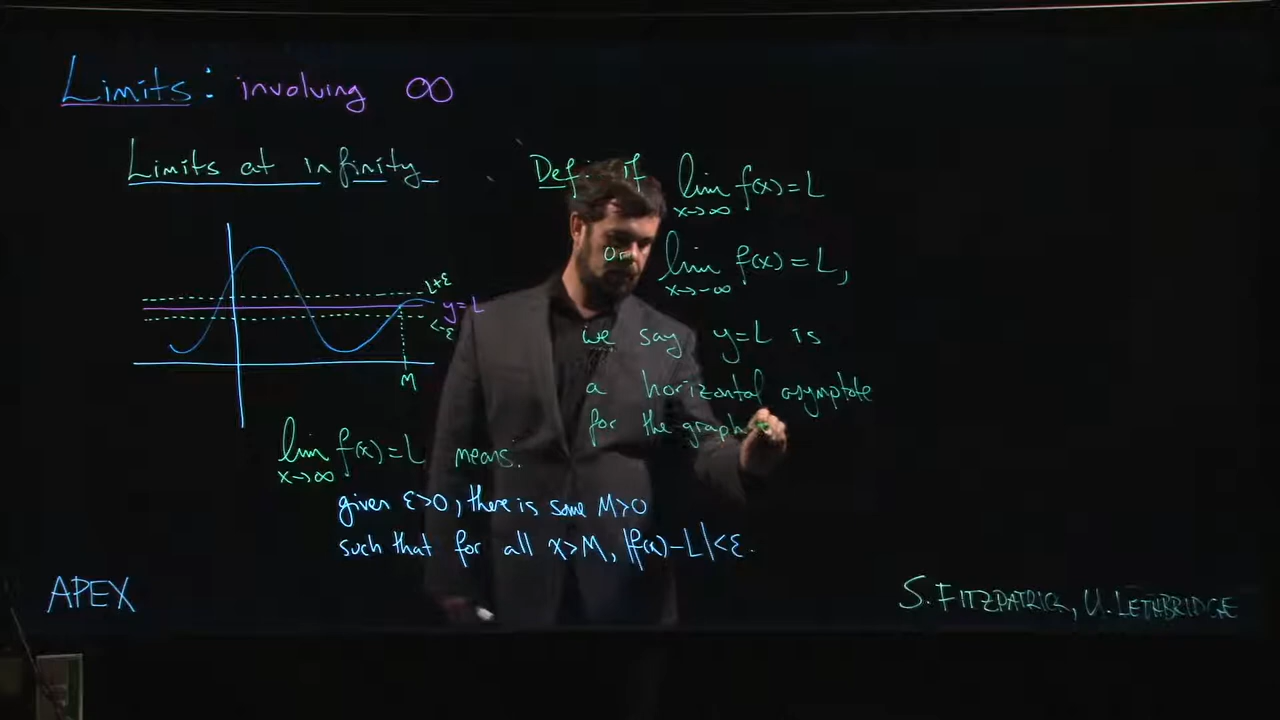 Limits: involving ∞
Limits at infinity
L+ε
y=L
L-ε
M
lim f(x)=L means:
x→∞
given ε>0, there is some M>0
such that for all x>M, |f(x)-L|<ε.
Def: If lim f(x)=L
x→∞
or lim f(x)=L,
x→-∞
we say y=L is
a horizontal asymptote
for the graph
APEX
S. FITZPATRICK, U. LETHBRIDGE